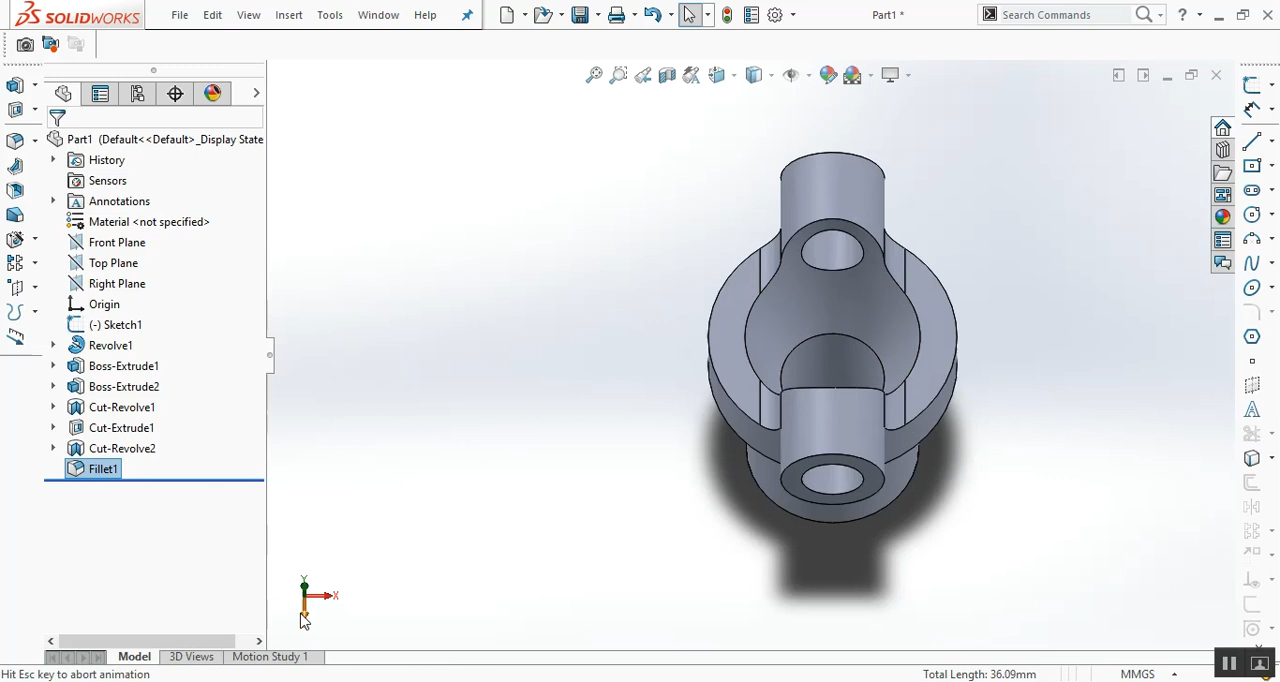 SOLIDWORKS
File Edit View Insert Tools Window Help
Part1 *
Search Commands
?
Part1 (Default<<Default>_Display State
History
Sensors
Annotations
Material <not specified>
Front Plane
Top Plane
Right Plane
Origin
(-) Sketch1
Revolve1
Boss-Extrude1
Boss-Extrude2
Cut-Revolve1
Cut-Extrude1
Cut-Revolve2
Fillet1
Y
X
Model 3D Views Motion Study 1
Hit Esc key to abort animation
Total Length: 36.09mm
MMGS